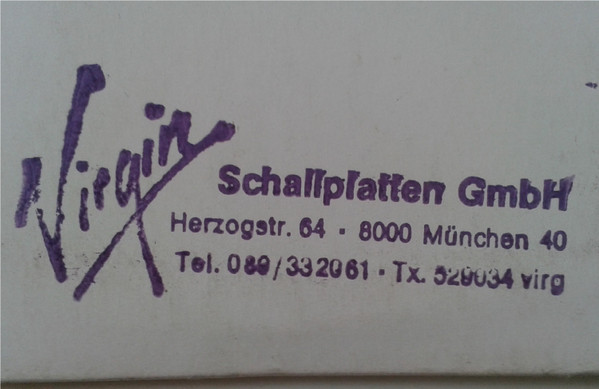 Virgin
Schallplatten GmbH
Herzogstr. 64 · 8000 München 40
Tel. 089/332061 · Tx. 529034 virg